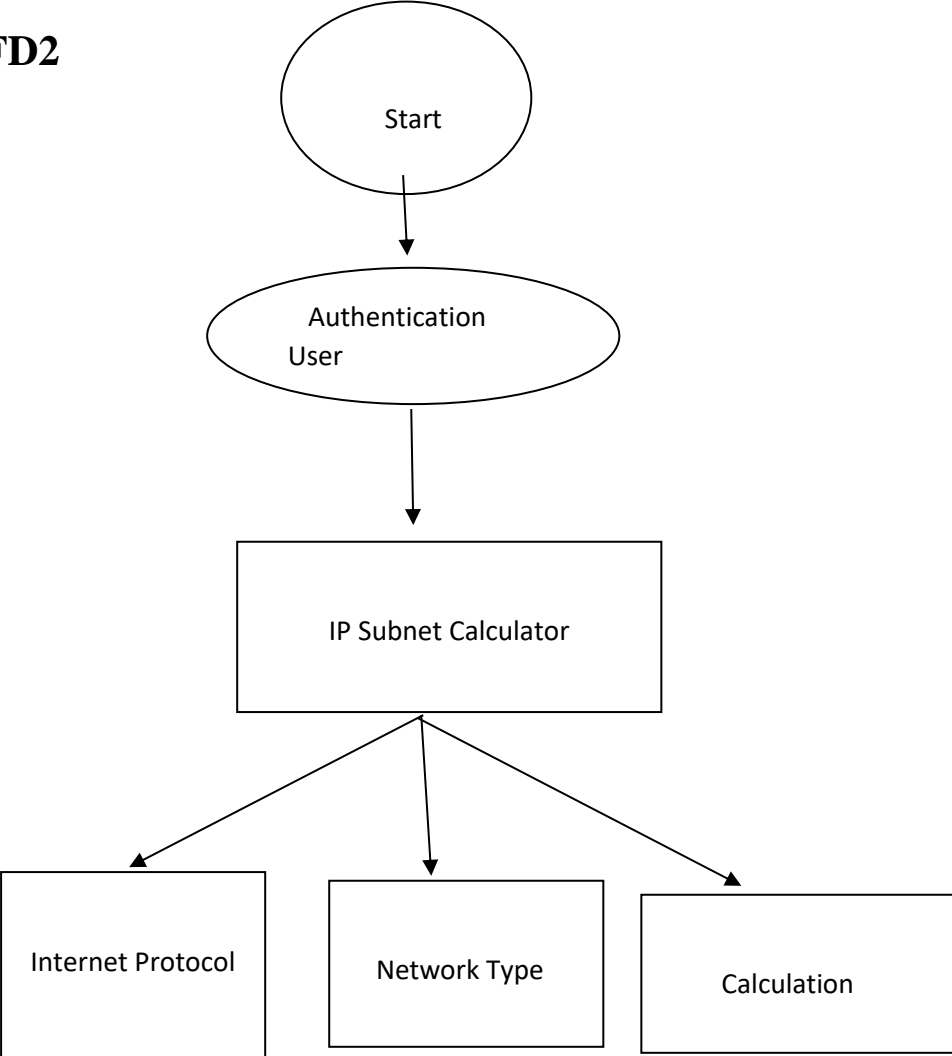 FD2
Start
Authentication
User
IP Subnet Calculator
Internet Protocol
Network Type
Calculation